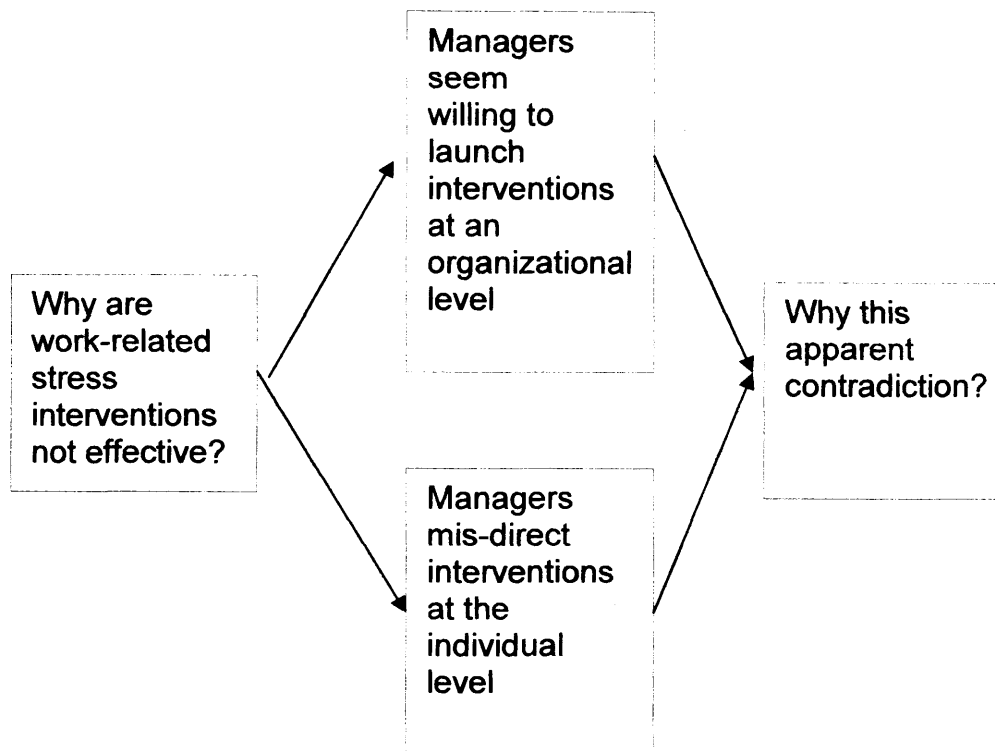 Why are
work-related
stress
interventions
not effective?
Managers
seem
willing to
launch
interventions
at an
organizational
level
Managers
mis-direct
interventions
at the
individual
level
Why this
apparent
contradiction?